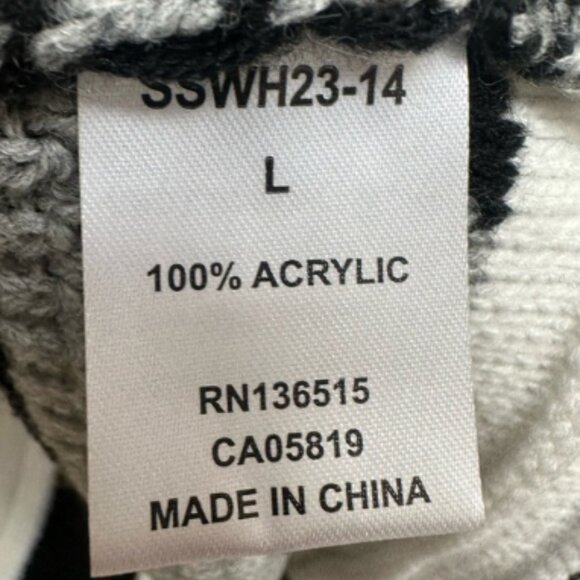 SSWH23-14
L
100% ACRYLIC
RN136515
CA05819
MADE IN CHINA